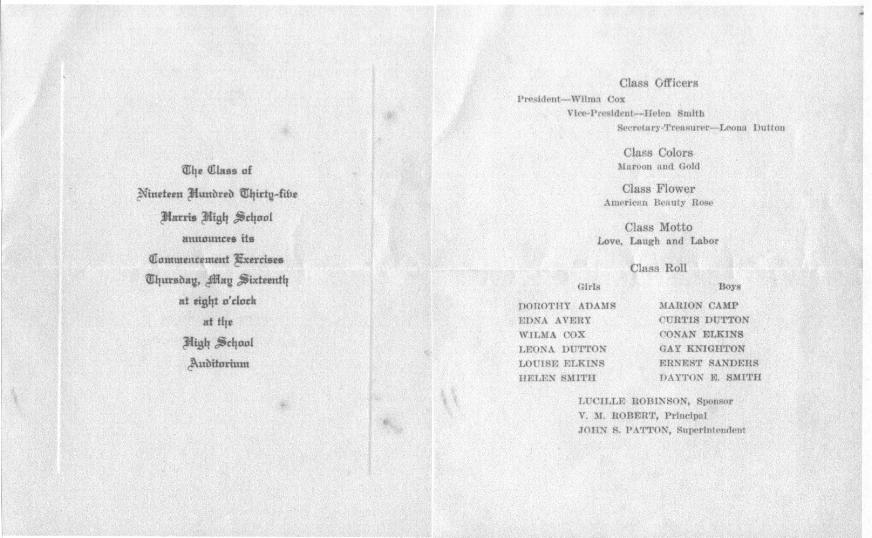 The Class of
Nineteen Hundred Thirty-five
Harris High School
announces its
Commencement Exercises
Thursday, May Sixteenth
at eight o'clock
at the
High School
Auditorium
Class Officers
President—Wilma Cox
Vice-President—Helen Smith
Secretary-Treasurer—Leona Dutton
Class Colors
Maroon and Gold
Class Flower
American Beauty Rose
Class Motto
Love, Laugh and Labor
Class Roll
Girls Boys
DOROTHY ADAMS MARION CAMP
EDNA AVERY CURTIS DUTTON
WILMA COX CONAN ELKINS
LEONA DUTTON GAY KNIGHTON
LOUISE ELKINS ERNEST SANDERS
HELEN SMITH DAYTON E. SMITH
LUCILLE ROBINSON, Sponsor
V. M. ROBERT, Principal
JOHN S. PATTON, Superintendent